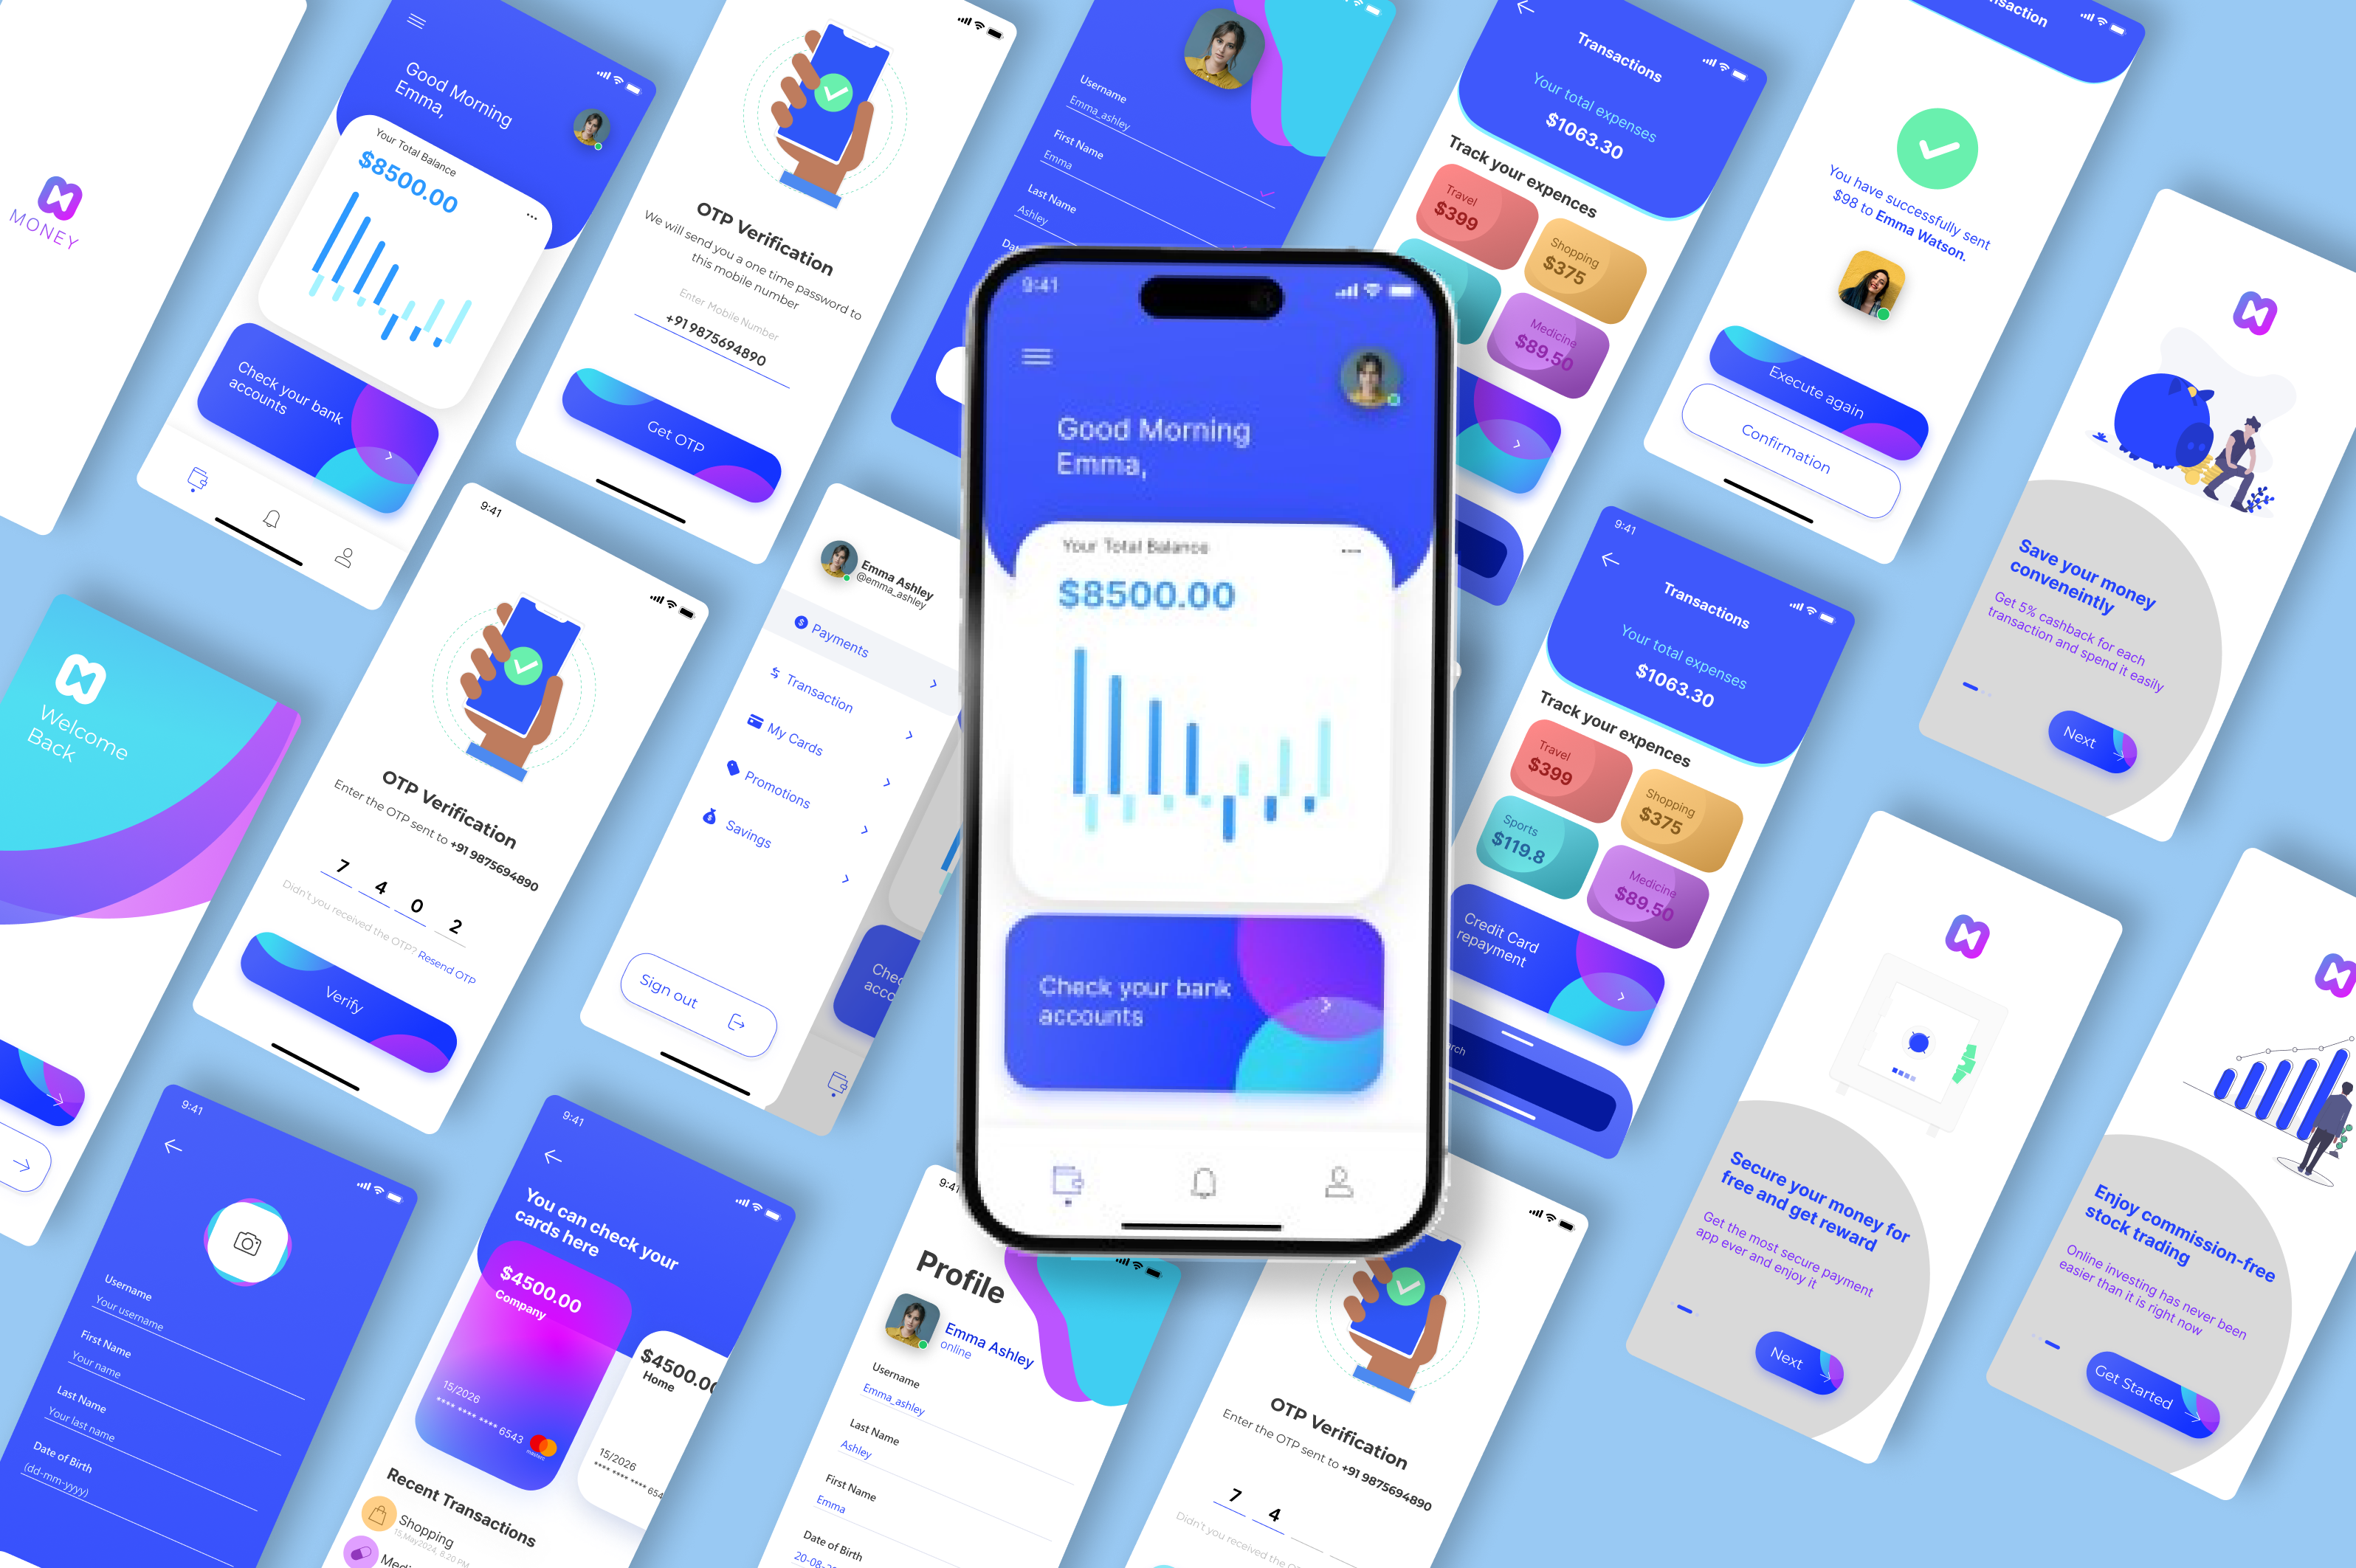 MONEY
Good Morning
Emma,
Your Total Balance
$8500.00
...
Check your bank
accounts
OTP Verification
We will send you a one time password to
this mobile number
Enter Mobile Number
+91 9875694890
Get OTP
Username
Emma_ashley
First Name
Emma
Last Name
Ashley
Transactions
Your total expenses
$1063.30
Track your expences
Travel
$399
Shopping
$375
Medicine
$89.50
You have successfully sent
$98 to Emma Watson.
Execute again
Confirmation
Save your money
conveneintly
Get 5% cashback for each
transaction and spend it easily
Next
Welcome
Back
9:41
OTP Verification
Enter the OTP sent to +91 9875694890
7 4 0 2
Didn't you received the OTP? Resend OTP
Verify
Emma Ashley
@emma_ashley
Payments
Transaction
My Cards
Promotions
Savings
Sign out
9:41
Good Morning
Emma,
Your Total Balance
...
$8500.00
Check your bank
accounts
9:41
Transactions
Your total expenses
$1063.30
Track your expences
Travel
$399
Shopping
$375
Sports
$119.8
Medicine
$89.50
Credit Card
repayment
Secure your money for
free and get reward
Get the most secure payment
app ever and enjoy it
Next
Enjoy commission-free
stock trading
Online investing has never been
easier than it is right now
Get Started
9:41
Username
Your username
First Name
Your name
Last Name
Your last name
Date of Birth
(dd-mm-yyyy)
9:41
You can check your
cards here
$4500.00
Company
15/2026
**** **** **** 6543
mastercard
$4500.00
Home
15/2026
Recent Transactions
Shopping
15,May2024, 8:20 PM
9:41
Profile
Emma Ashley
online
Username
Emma_ashley
Last Name
Ashley
First Name
Emma
Date of Birth
OTP Verification
Enter the OTP sent to +91 9875694890
7 4
Didn't you received the